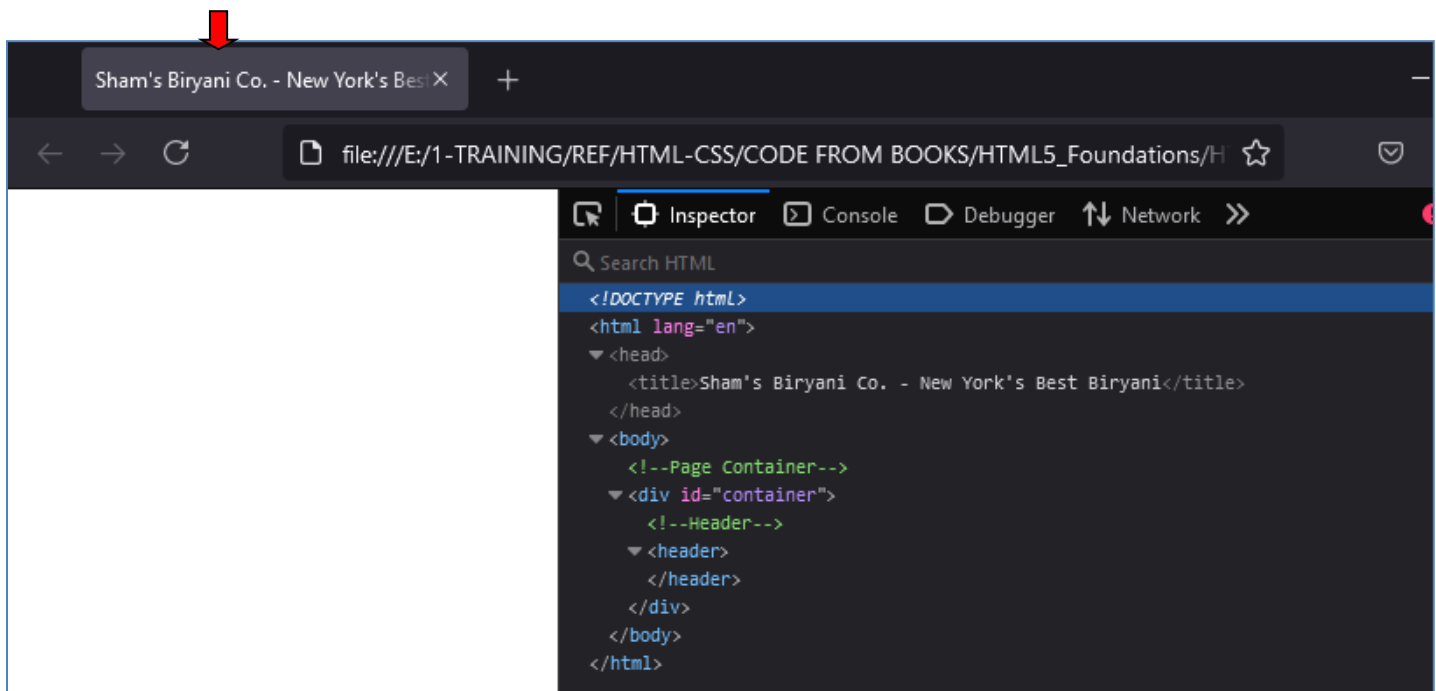 Sham's Biryani Co. - New York's Best
file:///E:/1-TRAINING/REF/HTML-CSS/CODE FROM BOOKS/HTML5_Foundations/H
Inspector Console Debugger Network
Search HTML
<!DOCTYPE html>
<html lang="en">
<head>
<title>Sham's Biryani Co. - New York's Best Biryani</title>
</head>
<body>
<!--Page Container-->
<div id="container">
<!--Header-->
<header>
</header>
</div>
</body>
</html>